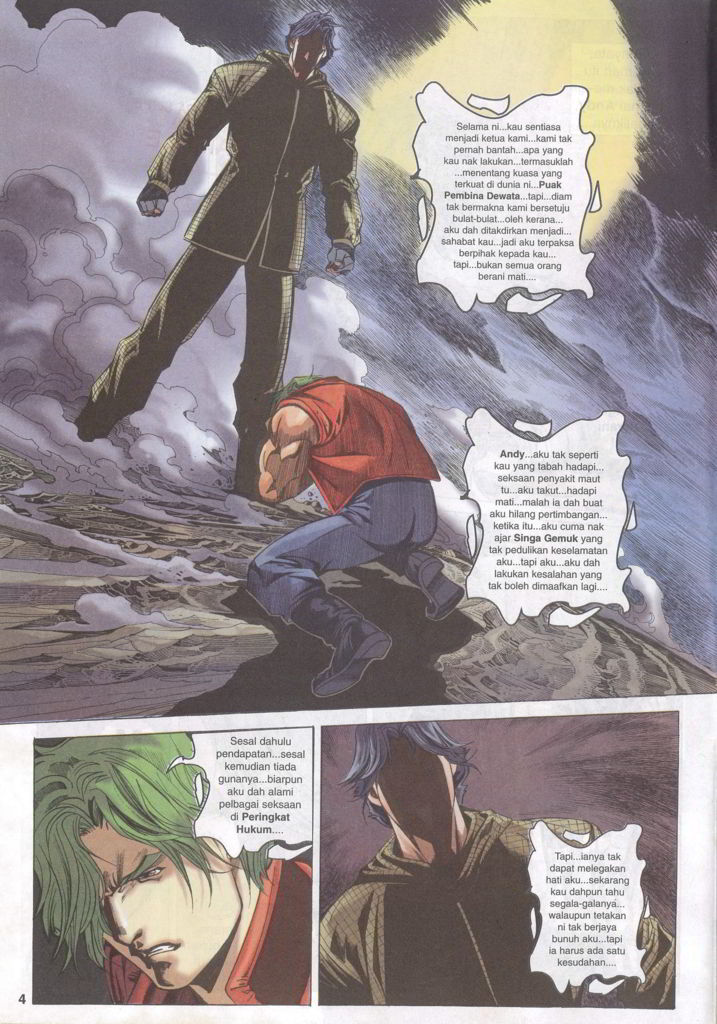 Selama ni...kau sentiasa
menjadi ketua kami...kami tak
pernah bantah...apa yang
kau nak lakukan...termasuklah
...menentang kuasa yang
terkuat di dunia ni...Puak
Pembina Dewata...tapi...diam
tak bermakna kami bersetuju
bulat-bulat...oleh kerana...
aku dah ditakdirkan menjadi...
sahabat kau...jadi aku terpaksa
berpihak kepada kau...
tapi...bukan semua orang
berani mati....
Andy...aku tak seperti
kau yang tabah hadapi...
seksaan penyakit maut
tu...aku takut...hadapi
mati...malah ia dah buat
aku hilang pertimbangan...
ketika itu...aku cuma nak
ajar Singa Gemuk yang
tak pedulikan keselamatan
aku...tapi aku...aku dah
lakukan kesalahan yang
tak boleh dimaafkan lagi....
Sesal dahulu
pendapatan...sesal
kemudian tiada
gunanya...biarpun
aku dah alami
pelbagai seksaan
di Peringkat
Hukum....
Tapi...ianya tak
dapat melegakan
hati aku...sekarang
kau dahpun tahu
segala-galanya...
walaupun tetakan
ni tak berjaya
bunuh aku...tapi
ia harus ada satu
kesudahan....
4